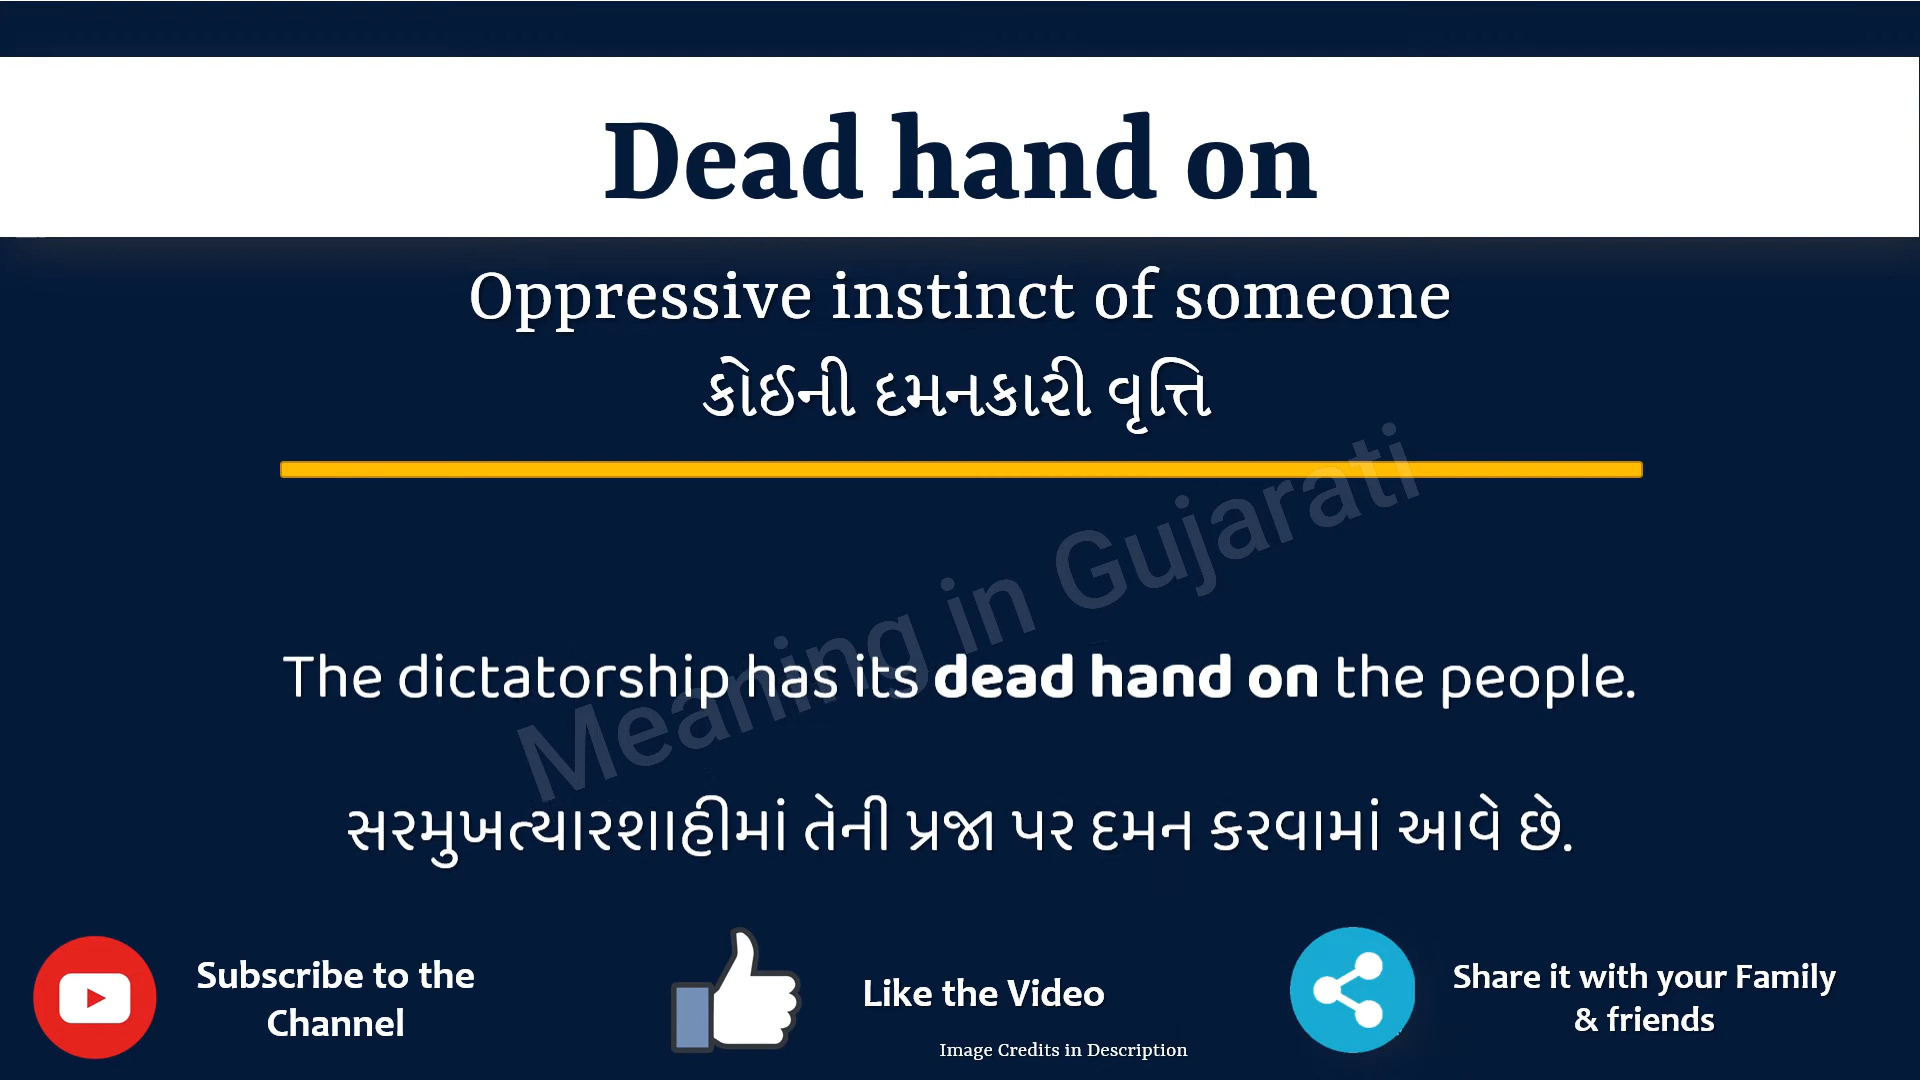 Dead hand on
Oppressive instinct of someone
કોઈની દમનકારી વૃત્તિ
Meaning in Gujarati
The dictatorship has its dead hand on the people.
સરમુખત્યારશાહીમાં તેની પ્રજા પર દમન કરવામાં આવે છે.
Subscribe to the
Channel
Like the Video
Share it with your Family
& friends
Image Credits in Description